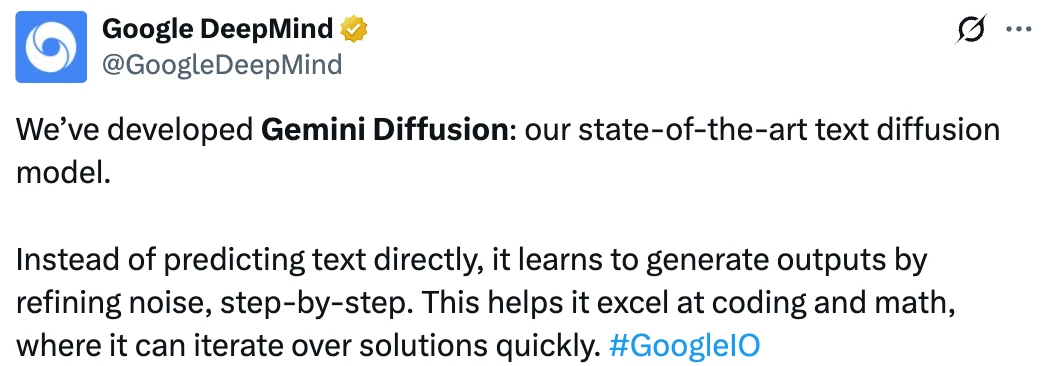 Google DeepMind
@GoogleDeepMind
We’ve developed Gemini Diffusion: our state-of-the-art text diffusion
model.
Instead of predicting text directly, it learns to generate outputs by
refining noise, step-by-step. This helps it excel at coding and math,
where it can iterate over solutions quickly. #GoogleIO